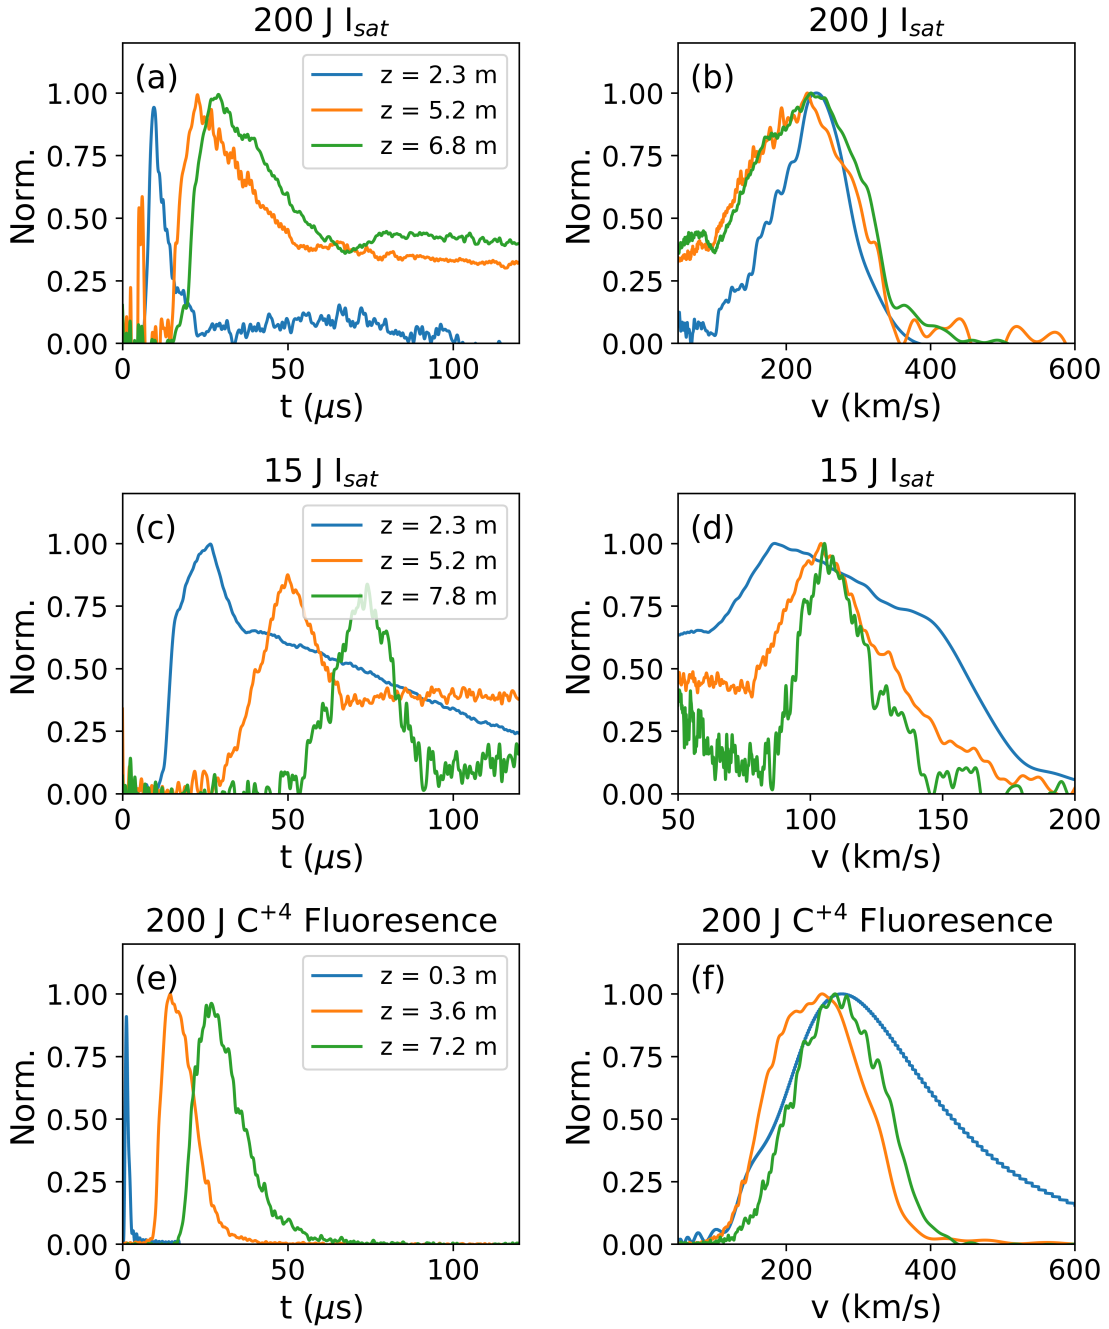 200 J I_sat
(a)
z = 2.3 m
z = 5.2 m
z = 6.8 m
Norm.
1.00
0.75
0.50
0.25
0.00
0 50 100
t (μs)
200 J I_sat
(b)
Norm.
1.00
0.75
0.50
0.25
0.00
200 400 600
v (km/s)
15 J I_sat
(c)
z = 2.3 m
z = 5.2 m
z = 7.8 m
Norm.
1.00
0.75
0.50
0.25
0.00
0 50 100
t (μs)
15 J I_sat
(d)
Norm.
1.00
0.75
0.50
0.25
0.00
50 100 150 200
v (km/s)
200 J C⁺⁴ Fluoresence
(e)
z = 0.3 m
z = 3.6 m
z = 7.2 m
Norm.
1.00
0.75
0.50
0.25
0.00
0 50 100
t (μs)
200 J C⁺⁴ Fluoresence
(f)
Norm.
1.00
0.75
0.50
0.25
0.00
200 400 600
v (km/s)